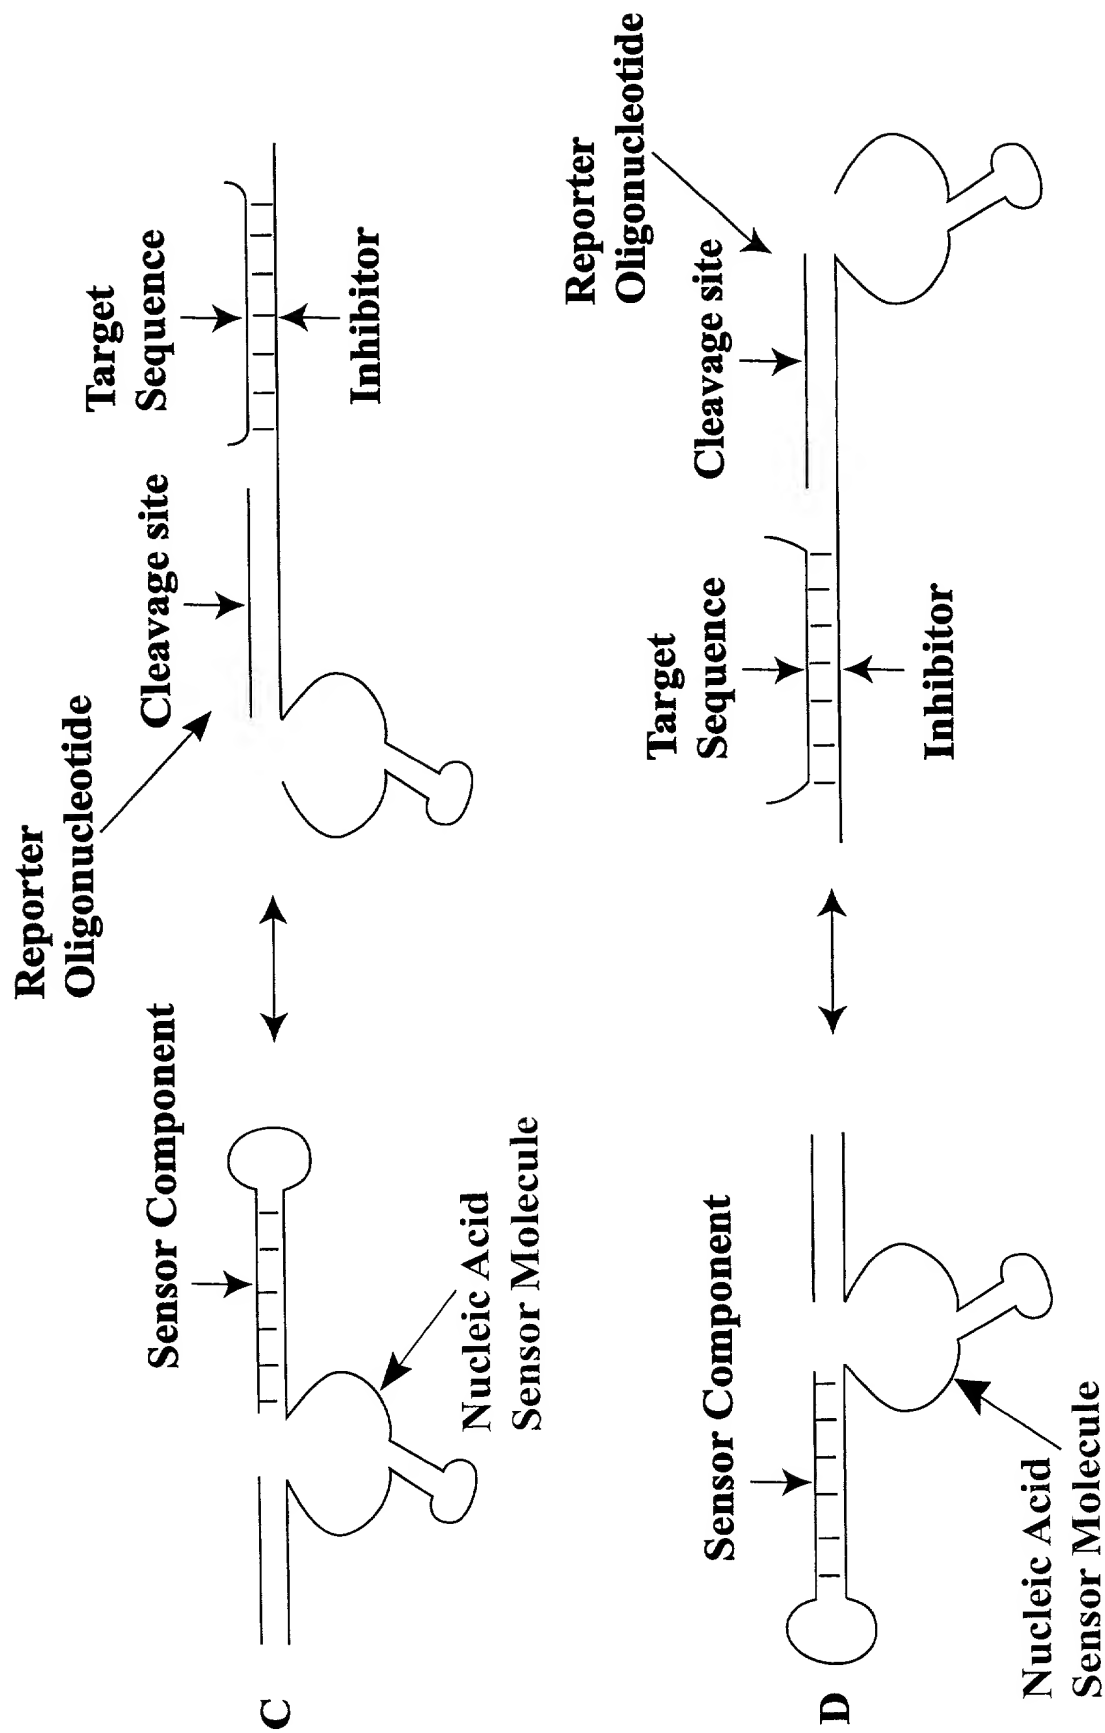 C
Sensor Component
Nucleic Acid
Sensor Molecule
Reporter
Oligonucleotide
Cleavage site
Target
Sequence
Inhibitor
D
Sensor Component
Nucleic Acid
Sensor Molecule
Target
Sequence
Inhibitor
Reporter
Oligonucleotide
Cleavage site